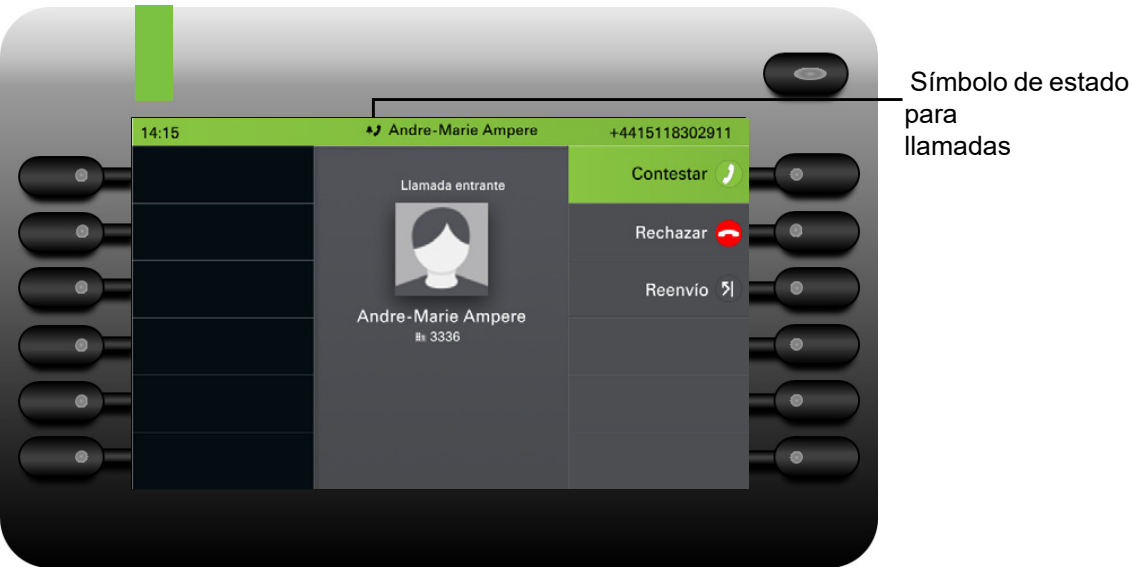 Símbolo de estado
para
llamadas
14:15
Andre-Marie Ampere
+4415118302911
Llamada entrante
Contestar
Rechazar
Reenvío
Andre-Marie Ampere
3336